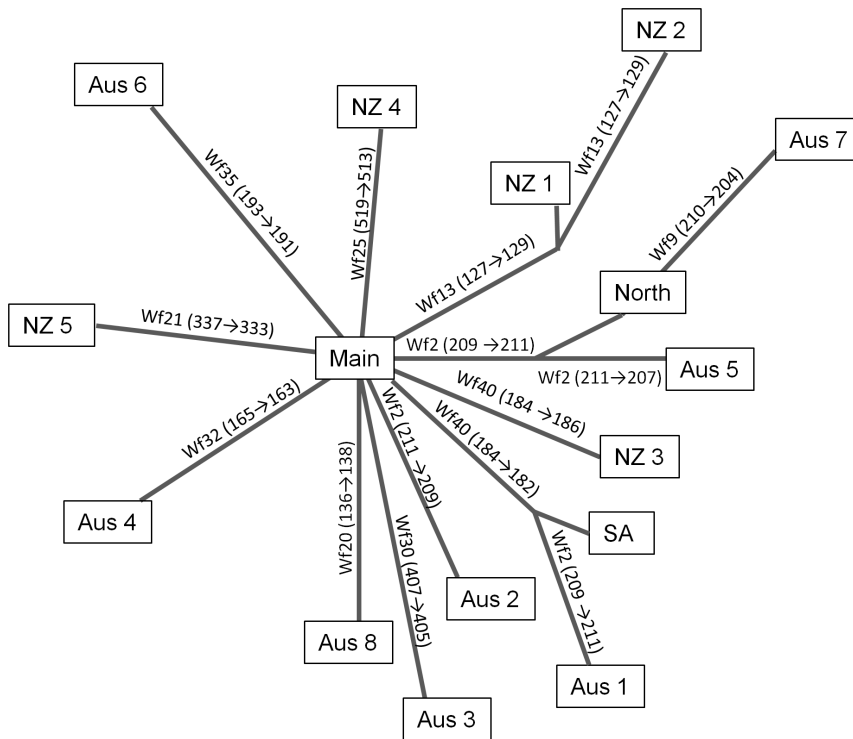 NZ 2
Aus 6
NZ 4
Aus 7
NZ 1
Wf13 (127→129)
Wf35 (193→191)
Wf25 (519→513)
Wf9 (210→204)
Wf13 (127→129)
North
NZ 5
Wf21 (337→333)
Main
Wf2 (209 →211)
Wf2 (211→207)
Aus 5
Wf32 (165→163)
Wf2 (211 →209)
Wf40 (184 →186)
Wf40 (184→182)
NZ 3
Aus 4
Wf20 (136→138)
Wf30 (407→405)
SA
Wf2 (209 →211)
Aus 2
Aus 8
Aus 1
Aus 3